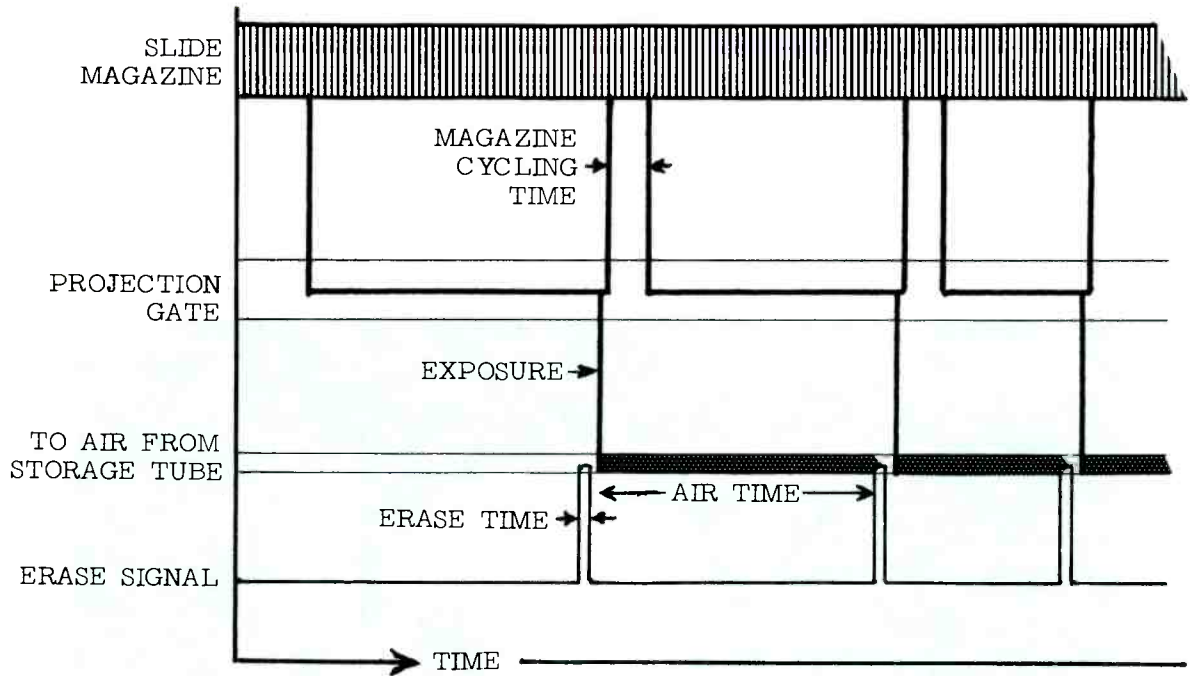 SLIDE
MAGAZINE
MAGAZINE
CYCLING
TIME
PROJECTION
GATE
EXPOSURE
TO AIR FROM
STORAGE TUBE
AIR TIME
ERASE TIME
ERASE SIGNAL
TIME